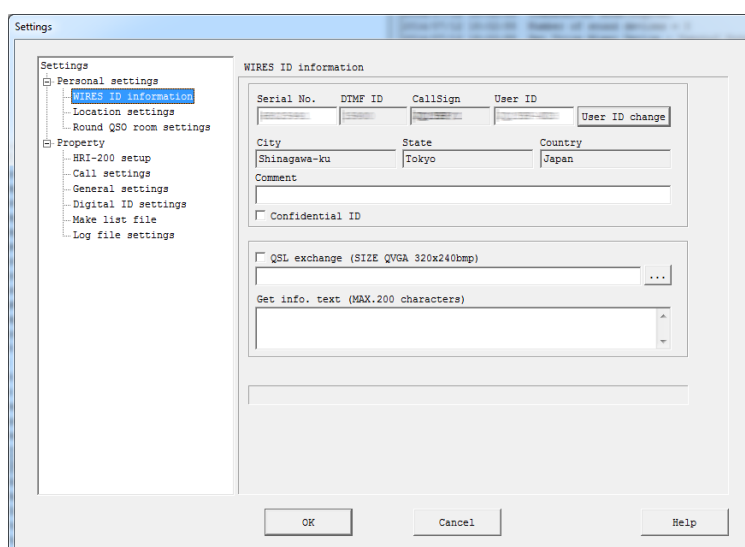 Settings
Settings
Personal settings
WIRES ID information
Location settings
Round QSO room settings
Property
HRI-200 setup
Call settings
General settings
Digital ID settings
Make list file
Log file settings
WIRES ID information
Serial No. DTMF ID CallSign User ID
User ID change
City State Country
Shinagawa-ku Tokyo Japan
Comment
Confidential ID
QSL exchange (SIZE QVGA 320x240bmp)
...
Get info. text (MAX.200 characters)
OK Cancel Help